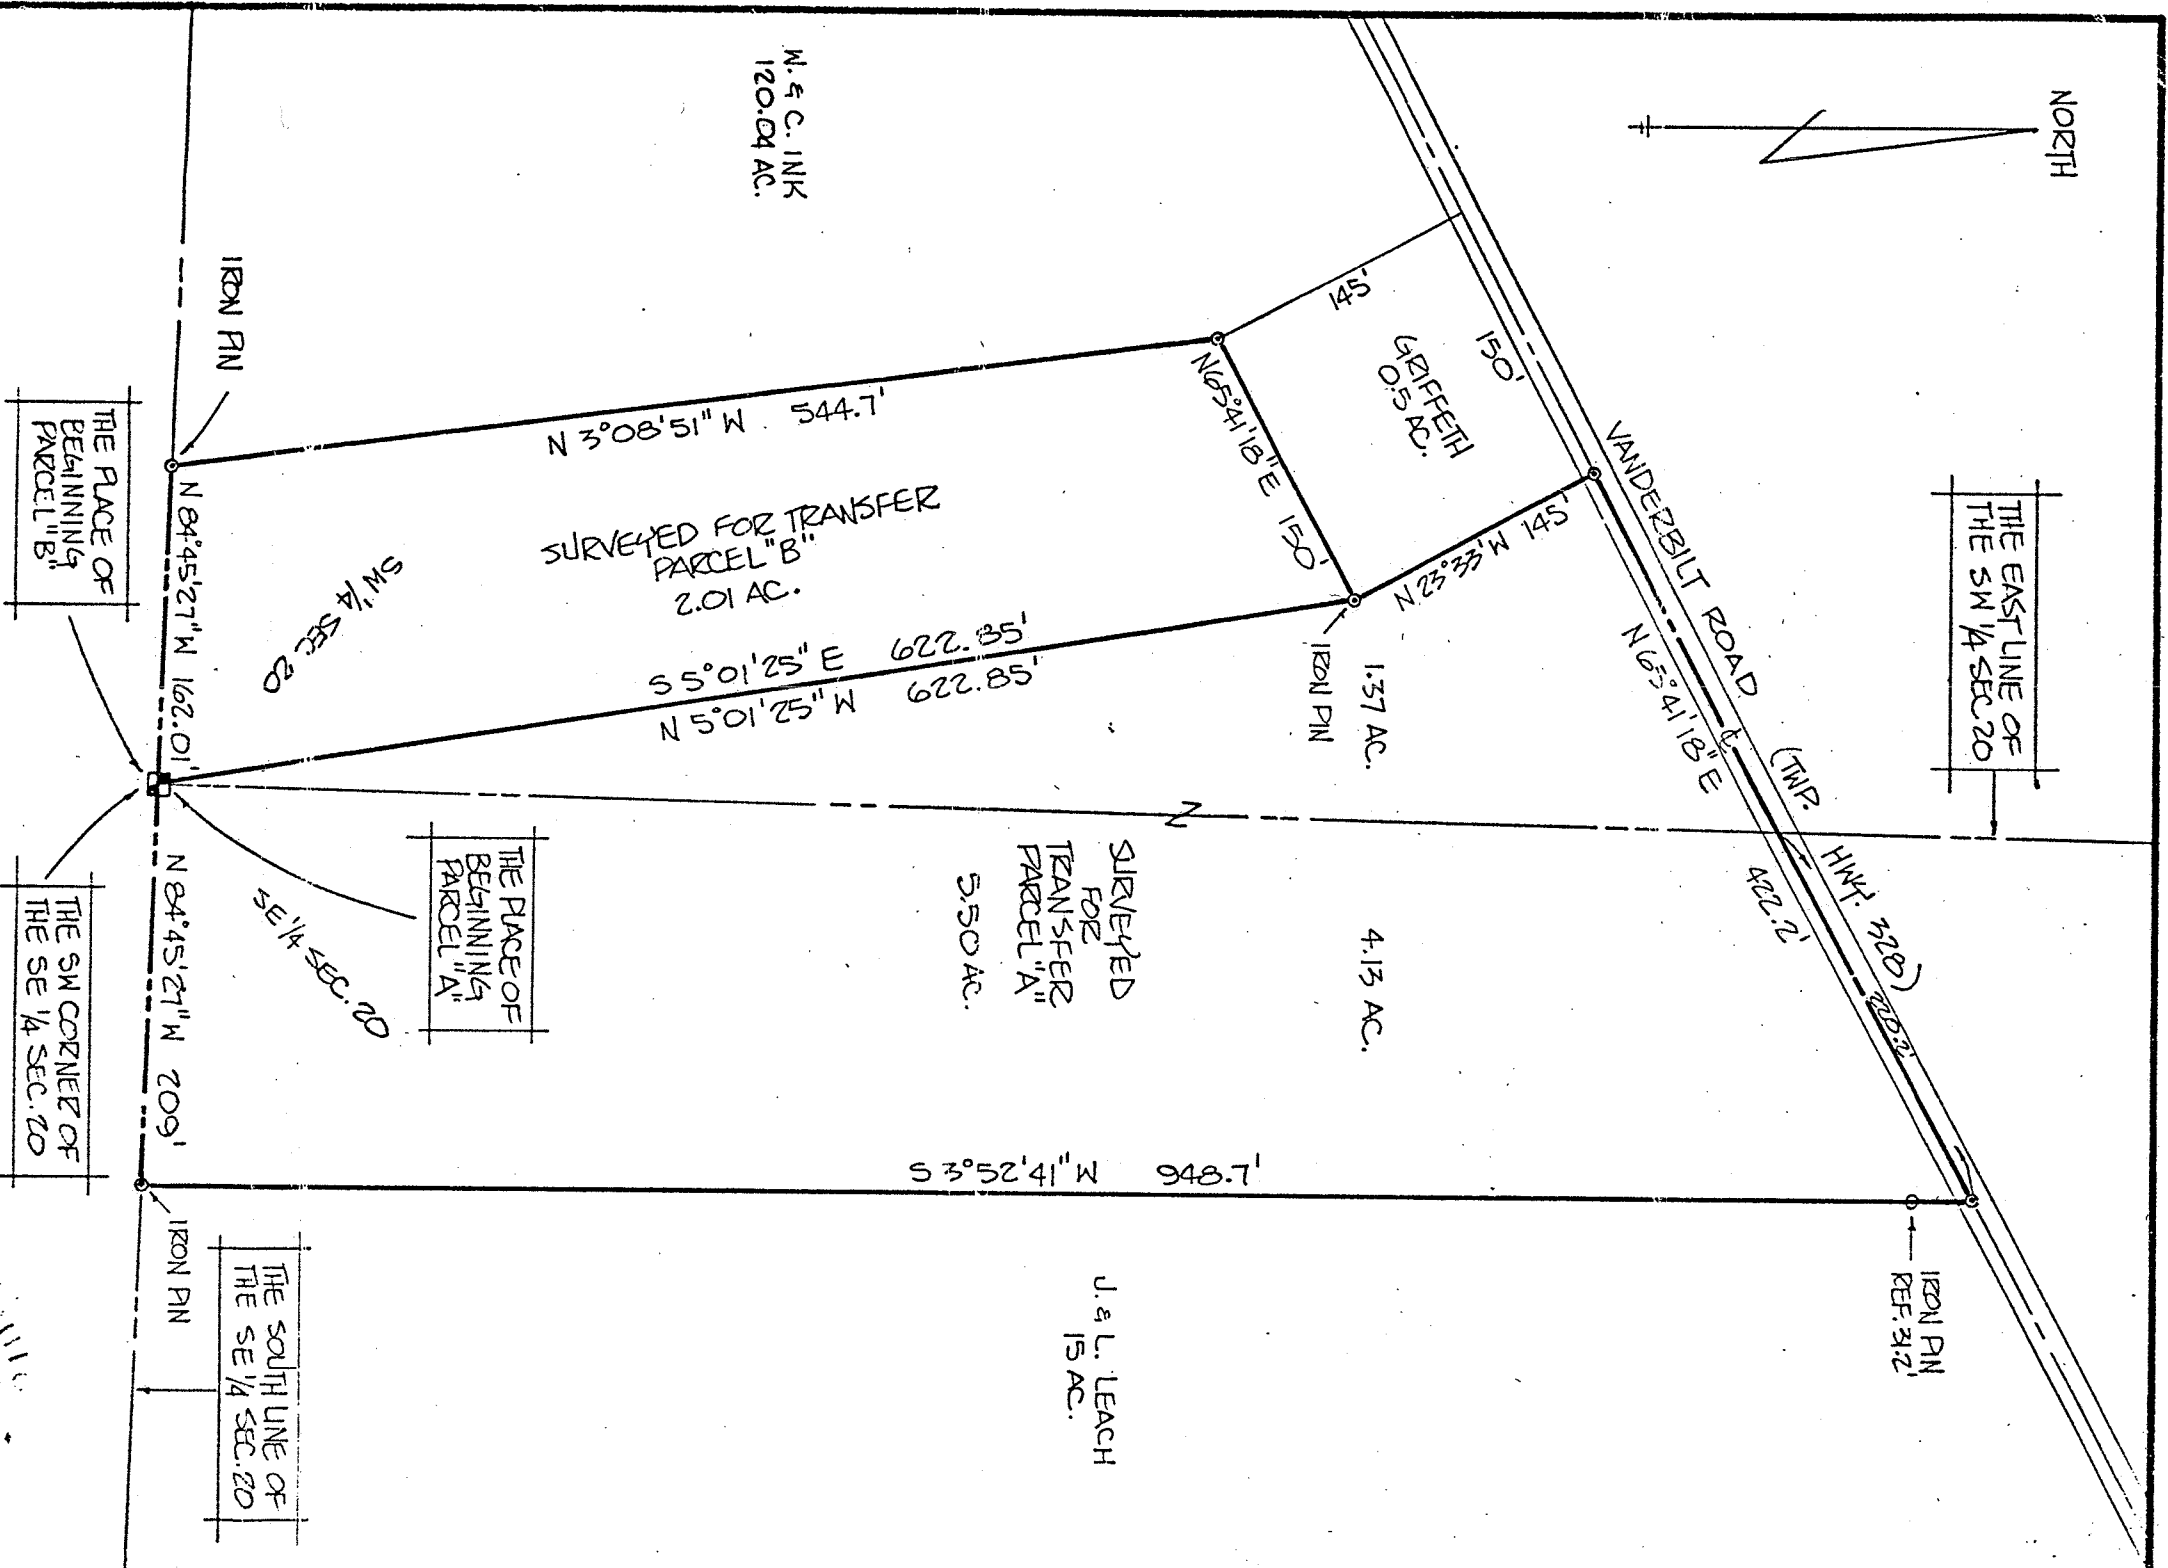 NORTH
THE EAST LINE OF
THE SW 1/4 SEC. 20
VANDERBILT ROAD (TWP. HWY. 328)
N 65°41'18" E 422.2'
220.2'
150'
145'
GRIFFETH
0.5 AC.
N 23°33' W 145'
N 65°41'18" E 150'
IRON PIN
REF. 31.2'
IRON PIN
1.37 AC.
4.13 AC.
SURVEYED
FOR
TRANSFER
PARCEL "A"
5.50 AC.
J. & L. LEACH
15 AC.
W. & C. INK
120.04 AC.
S 3°52'41" W 948.7'
N 3°08'51" W 544.7'
SURVEYED FOR TRANSFER
PARCEL "B"
2.01 AC.
S 5°01'25" E 622.85'
N 5°01'25" W 622.85'
SW 1/4 SEC 20
SE 1/4 SEC. 20
THE PLACE OF
BEGINNING
PARCEL "A"
IRON PIN
N 84°45'27" W 162.01'
N 84°45'27" W 209'
IRON PIN
THE PLACE OF
BEGINNING
PARCEL "B"
THE SW CORNER OF
THE SE 1/4 SEC. 20
THE SOUTH LINE OF
THE SE 1/4 SEC. 20